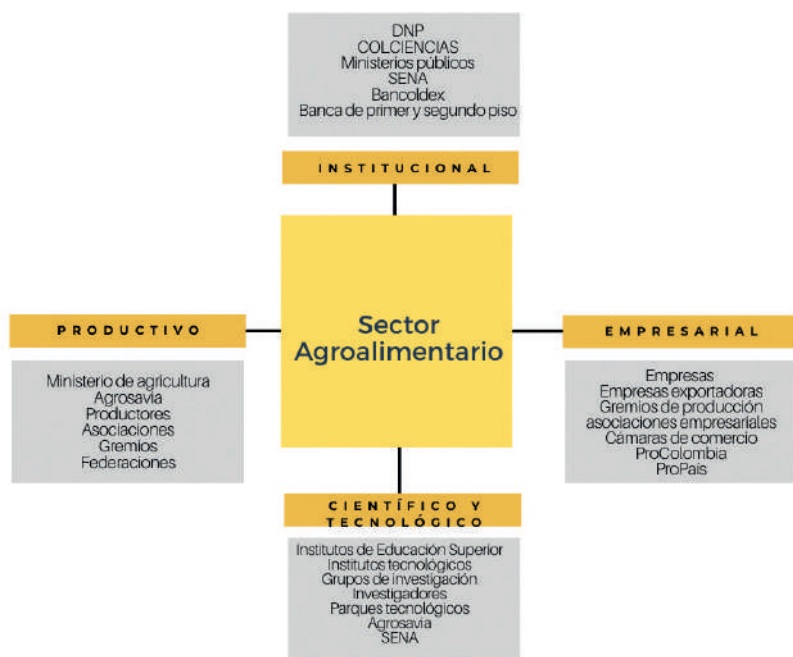 DNP
COLCIENCIAS
Ministerios públicos
SENA
Bancoldex
Banca de primer y segundo piso
INSTITUCIONAL
PRODUCTIVO
Ministerio de agricultura
Agrosavia
Productores
Asociaciones
Gremios
Federaciones
Sector
Agroalimentario
EMPRESARIAL
Empresas
Empresas exportadoras
Gremios de producción
asociaciones empresariales
Cámaras de comercio
ProColombia
ProPaís
CIENTÍFICO Y
TECNOLÓGICO
Institutos de Educación Superior
Institutos tecnológicos
Grupos de investigación
Investigadores
Parques tecnológicos
Agrosavia
SENA